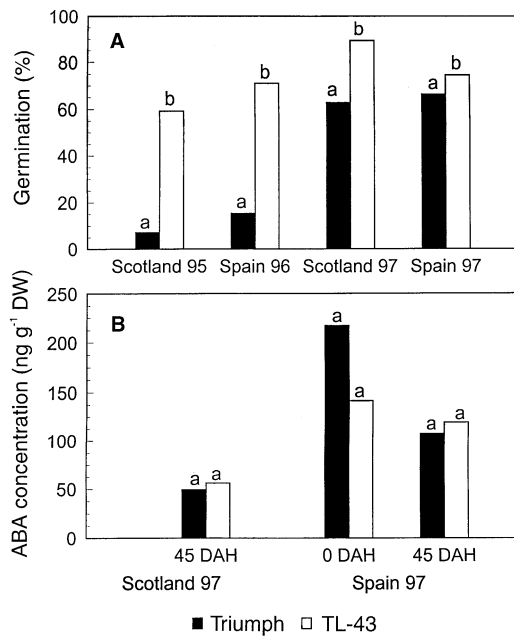 100
A
Germination (%)
80
60
40
20
0
a
b
a
b
a
b
a
b
Scotland 95
Spain 96
Scotland 97
Spain 97
250
B
ABA concentration (ng g⁻¹ DW)
200
150
100
50
0
a
a
a
a
a
a
45 DAH
0 DAH
45 DAH
Scotland 97
Spain 97
Triumph
TL-43